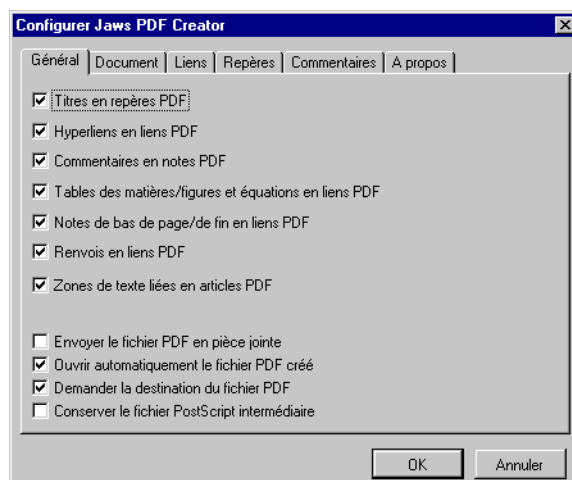 Configurer Jaws PDF Creator
Général Document Liens Repères Commentaires A propos
Titres en repères PDF
Hyperliens en liens PDF
Commentaires en notes PDF
Tables des matières/figures et équations en liens PDF
Notes de bas de page/de fin en liens PDF
Renvois en liens PDF
Zones de texte liées en articles PDF
Envoyer le fichier PDF en pièce jointe
Ouvrir automatiquement le fichier PDF créé
Demander la destination du fichier PDF
Conserver le fichier PostScript intermédiaire
OK Annuler